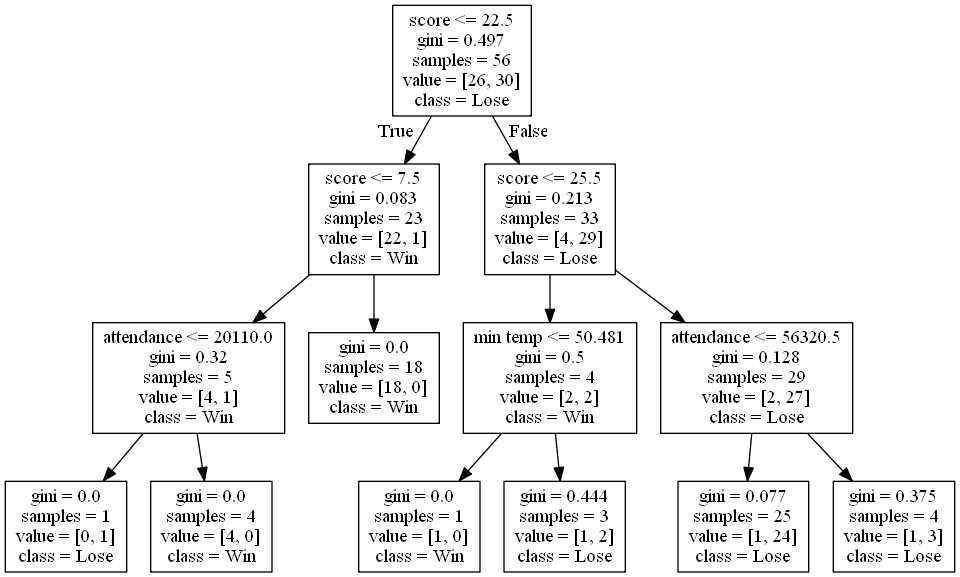 score <= 22.5
gini = 0.497
samples = 56
value = [26, 30]
class = Lose
True
False
score <= 7.5
gini = 0.083
samples = 23
value = [22, 1]
class = Win
score <= 25.5
gini = 0.213
samples = 33
value = [4, 29]
class = Lose
attendance <= 20110.0
gini = 0.32
samples = 5
value = [4, 1]
class = Win
gini = 0.0
samples = 18
value = [18, 0]
class = Win
min temp <= 50.481
gini = 0.5
samples = 4
value = [2, 2]
class = Win
attendance <= 56320.5
gini = 0.128
samples = 29
value = [2, 27]
class = Lose
gini = 0.0
samples = 1
value = [0, 1]
class = Lose
gini = 0.0
samples = 4
value = [4, 0]
class = Win
gini = 0.0
samples = 1
value = [1, 0]
class = Win
gini = 0.444
samples = 3
value = [1, 2]
class = Lose
gini = 0.077
samples = 25
value = [1, 24]
class = Lose
gini = 0.375
samples = 4
value = [1, 3]
class = Lose